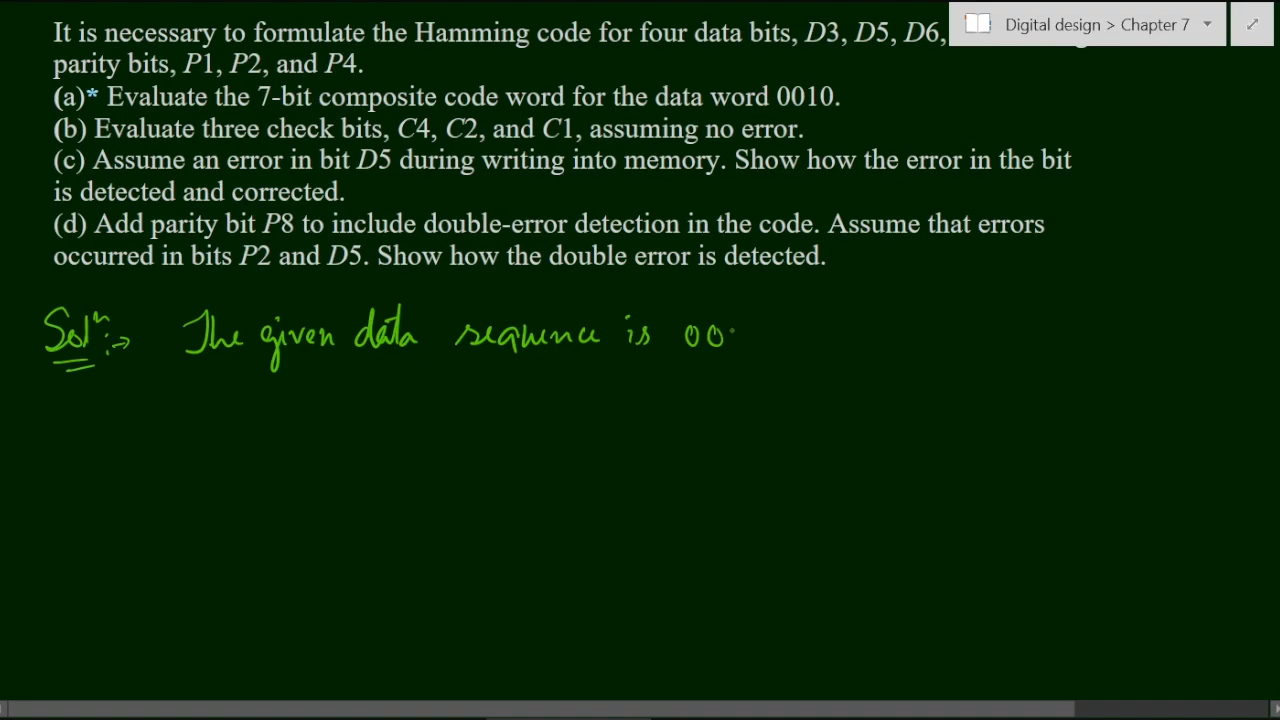 It is necessary to formulate the Hamming code for four data bits, D3, D5, D6,
Digital design > Chapter 7
parity bits, P1, P2, and P4.
(a)* Evaluate the 7-bit composite code word for the data word 0010.
(b) Evaluate three check bits, C4, C2, and C1, assuming no error.
(c) Assume an error in bit D5 during writing into memory. Show how the error in the bit
is detected and corrected.
(d) Add parity bit P8 to include double-error detection in the code. Assume that errors
occurred in bits P2 and D5. Show how the double error is detected.
Solⁿ:→ The given data sequence is 00